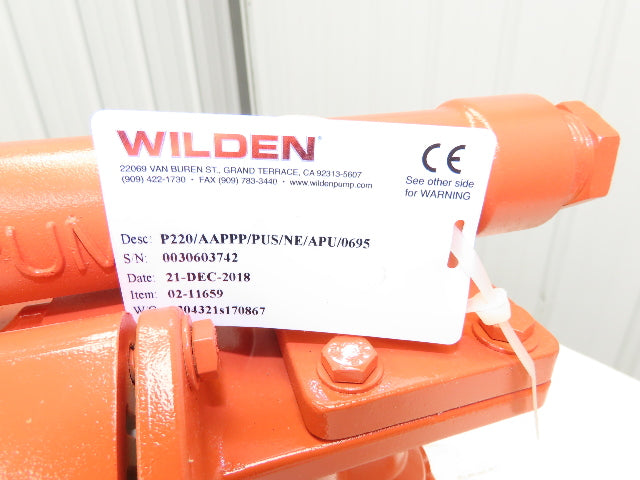 WILDEN
22069 VAN BUREN ST., GRAND TERRACE, CA 92313-5607
(909) 422-1730 • FAX (909) 783-3440 • www.wildenpump.com
CE
See other side
for WARNING
Desc: P220/AAPPP/PUS/NE/APU/0695
S/N: 0030603742
Date: 21-DEC-2018
Item: 02-11659